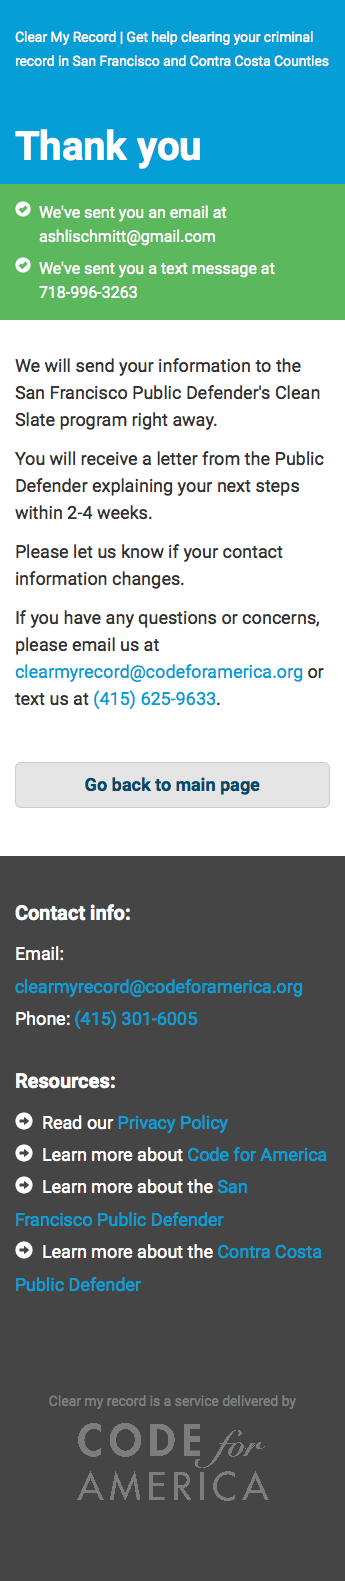 Clear My Record | Get help clearing your criminal
record in San Francisco and Contra Costa Counties
Thank you
We've sent you an email at
ashlischmitt@gmail.com
We've sent you a text message at
718-996-3263
We will send your information to the
San Francisco Public Defender's Clean
Slate program right away.
You will receive a letter from the Public
Defender explaining your next steps
within 2-4 weeks.
Please let us know if your contact
information changes.
If you have any questions or concerns,
please email us at
clearmyrecord@codeforamerica.org or
text us at (415) 625-9633.
Go back to main page
Contact info:
Email:
clearmyrecord@codeforamerica.org
Phone: (415) 301-6005
Resources:
Read our Privacy Policy
Learn more about Code for America
Learn more about the San
Francisco Public Defender
Learn more about the Contra Costa
Public Defender
Clear my record is a service delivered by
CODE for
AMERICA